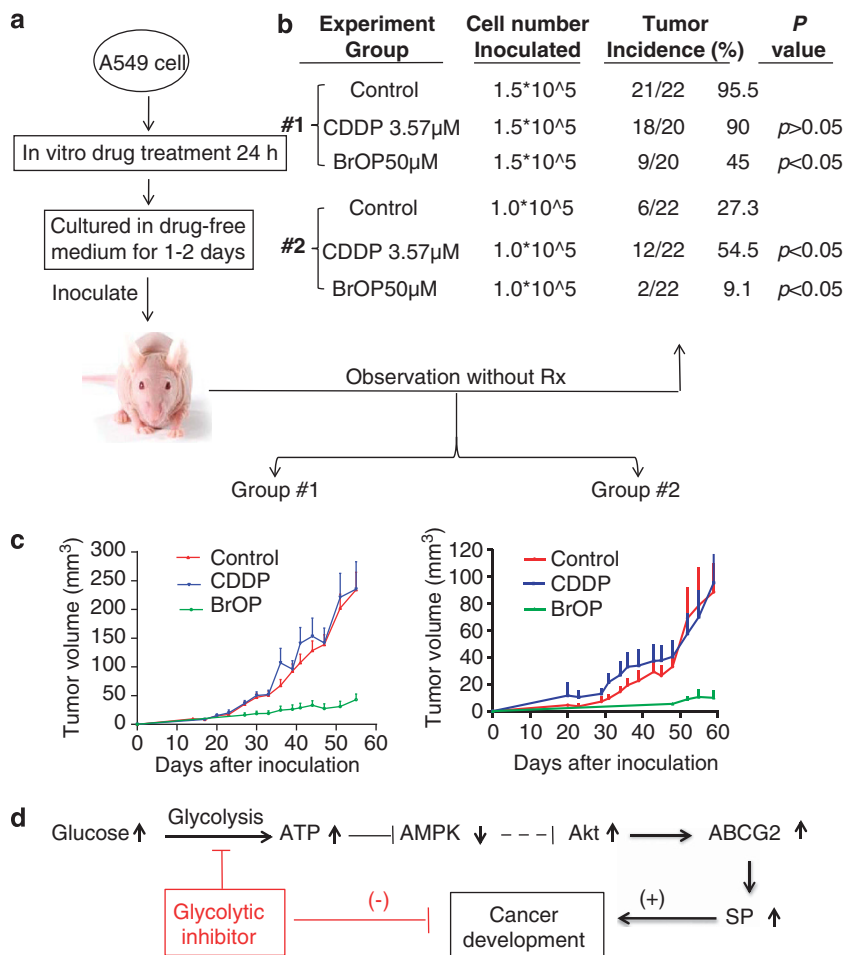 a
A549 cell
In vitro drug treatment 24 h
Cultured in drug-free
medium for 1-2 days
Inoculate
b
Experiment Group Cell number Inoculated Tumor Incidence (%) P value
#1
Control 1.5*10^5 21/22 95.5
CDDP 3.57µM 1.5*10^5 18/20 90 p>0.05
BrOP50µM 1.5*10^5 9/20 45 p<0.05
#2
Control 1.0*10^5 6/22 27.3
CDDP 3.57µM 1.0*10^5 12/22 54.5 p<0.05
BrOP50µM 1.0*10^5 2/22 9.1 p<0.05
Observation without Rx
Group #1 Group #2
c
Tumor volume (mm³)
300
250
200
150
100
50
0
Control
CDDP
BrOP
0 10 20 30 40 50 60
Days after inoculation
Tumor volume (mm³)
120
100
80
60
40
20
0
Control
CDDP
BrOP
0 10 20 30 40 50 60
Days after inoculation
d
Glucose Glycolysis ATP AMPK Akt ABCG2
Glycolytic
inhibitor
(-)
Cancer
development
(+)
SP